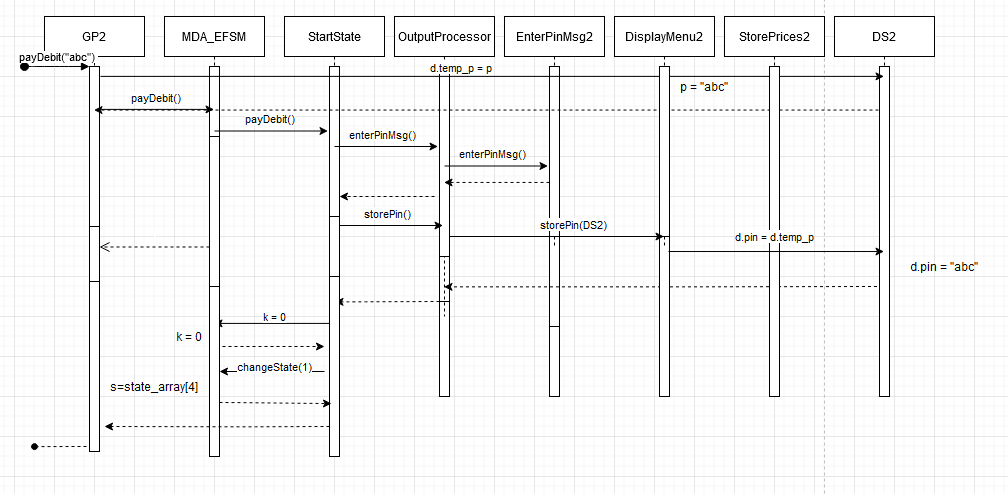 GP2
MDA_EFSM
StartState
OutputProcessor
EnterPinMsg2
DisplayMenu2
StorePrices2
DS2
payDebit("abc")
d.temp_p = p
p = "abc"
payDebit()
payDebit()
enterPinMsg()
enterPinMsg()
storePin()
storePin(DS2)
d.pin = d.temp_p
d.pin = "abc"
k = 0
k = 0
changeState(1)
s=state_array[4]